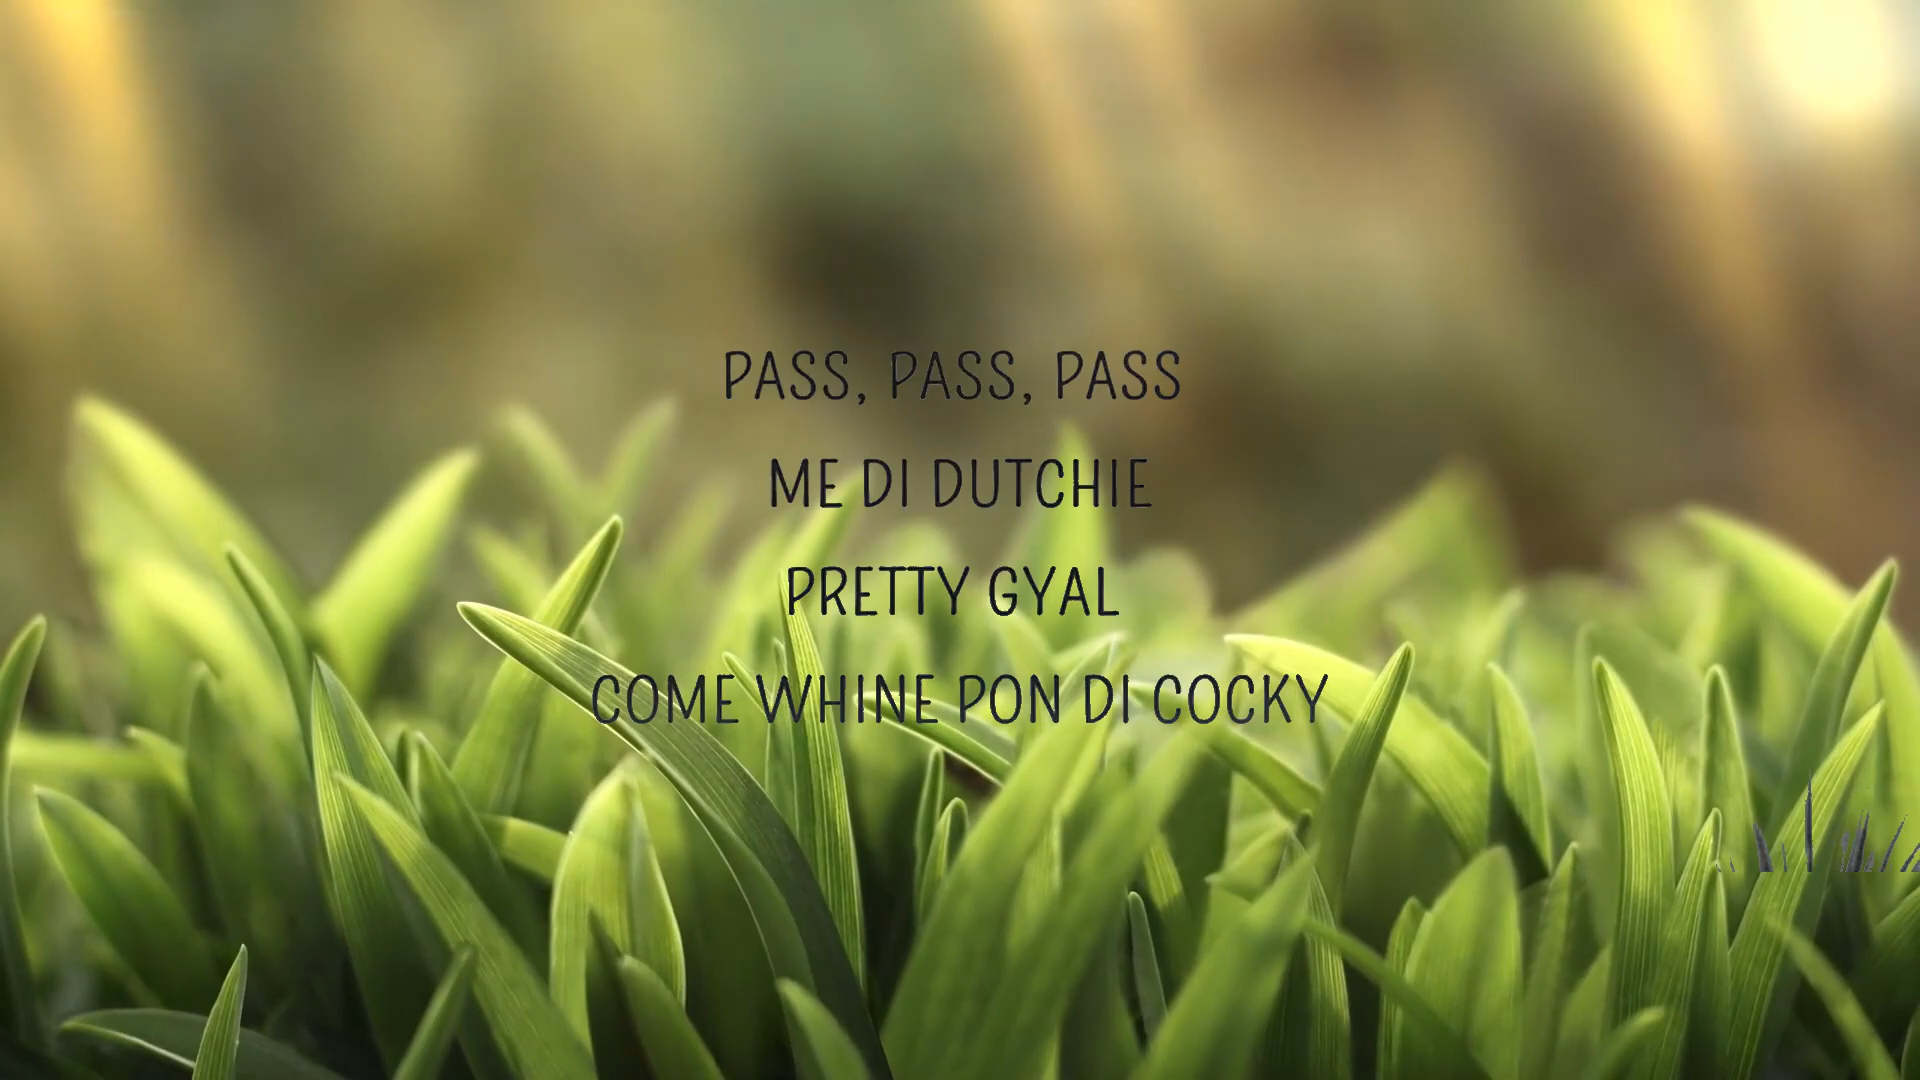 PASS, PASS, PASS
ME DI DUTCHIE
PRETTY GYAL
COME WHINE PON DI COCKY